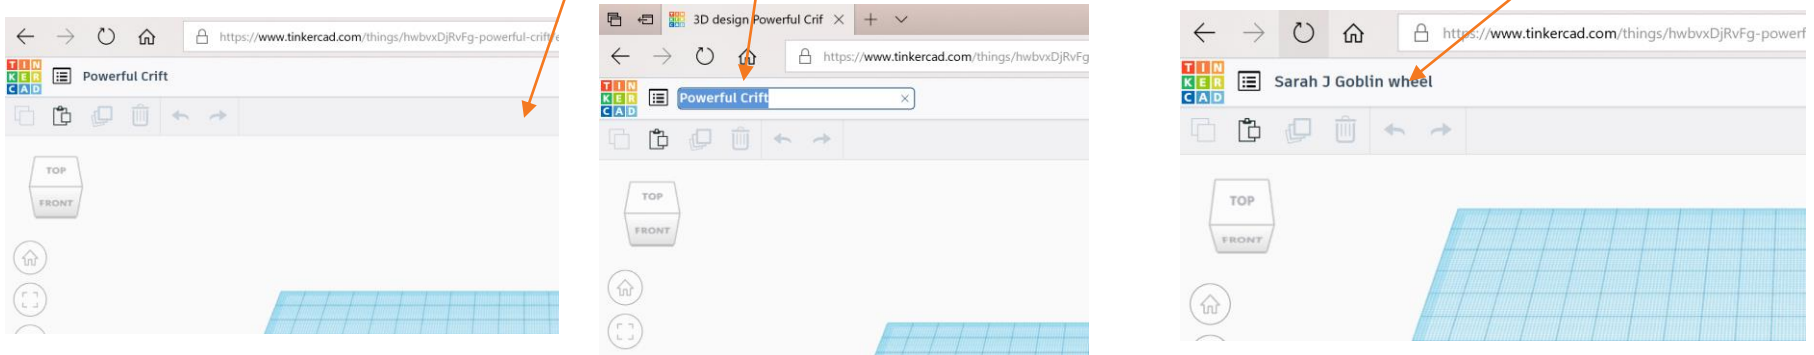 https://www.tinkercad.com/things/hwbvxDjRvFg-powerful-crift
TIN
KER
CAD
Powerful Crift
TOP
FRONT
3D design Powerful Crif
https://www.tinkercad.com/things/hwbvxDjRvFg
TIN
KER
CAD
Powerful Crift
TOP
FRONT
https://www.tinkercad.com/things/hwbvxDjRvFg-powerf
TIN
KER
CAD
Sarah J Goblin wheel
TOP
FRONT